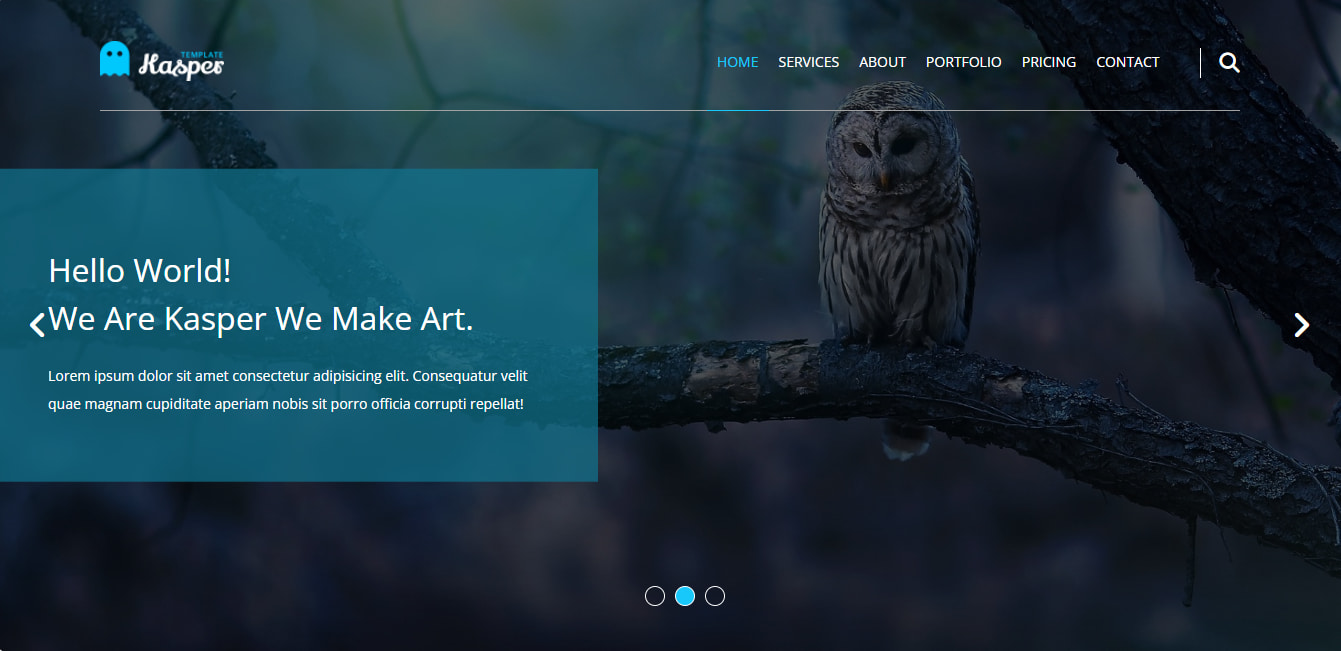 TEMPLATE
Kasper
HOME SERVICES ABOUT PORTFOLIO PRICING CONTACT
Hello World!
We Are Kasper We Make Art.
Lorem ipsum dolor sit amet consectetur adipisicing elit. Consequatur velit
quae magnam cupiditate aperiam nobis sit porro officia corrupti repellat!